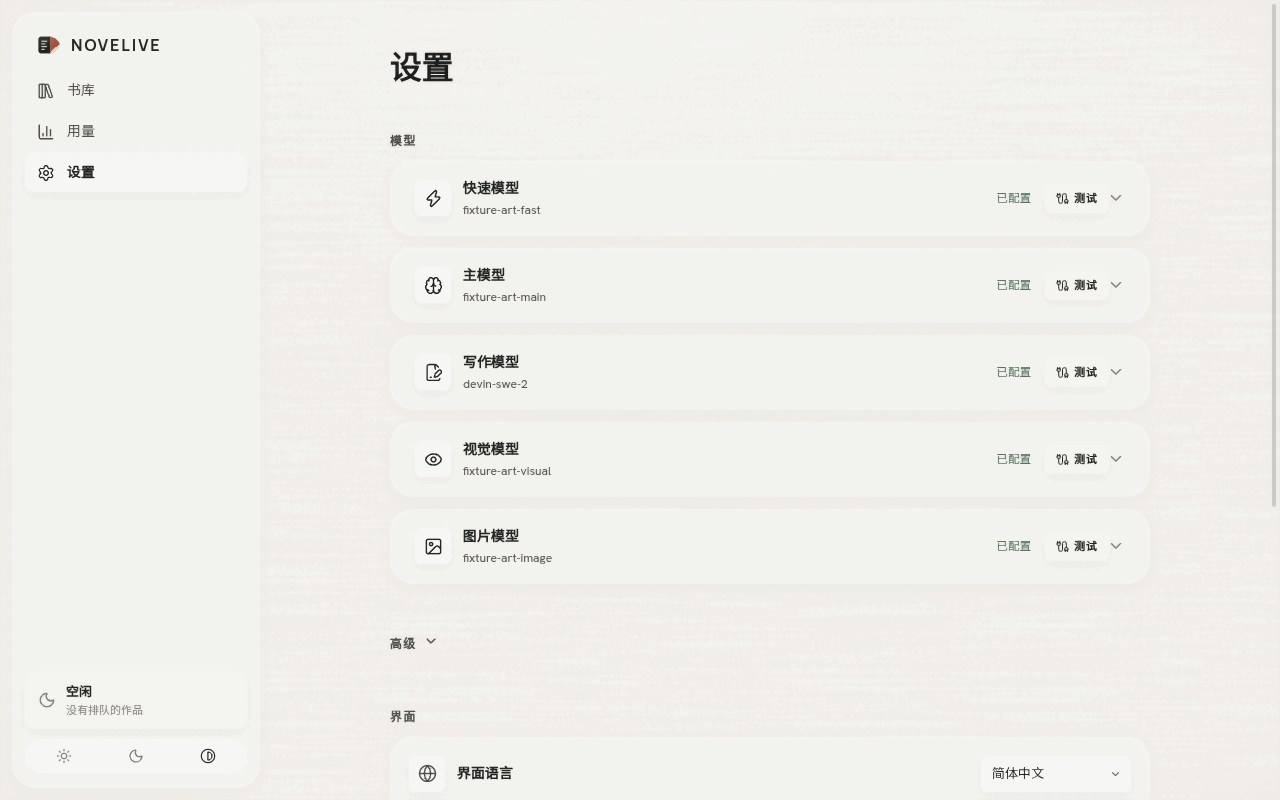 NOVELIVE
书库
用量
设置
空闲
没有排队的作品
设置
模型
快速模型
fixture-art-fast
已配置
测试
主模型
fixture-art-main
已配置
测试
写作模型
devin-swe-2
已配置
测试
视觉模型
fixture-art-visual
已配置
测试
图片模型
fixture-art-image
已配置
测试
高级
界面
界面语言
简体中文